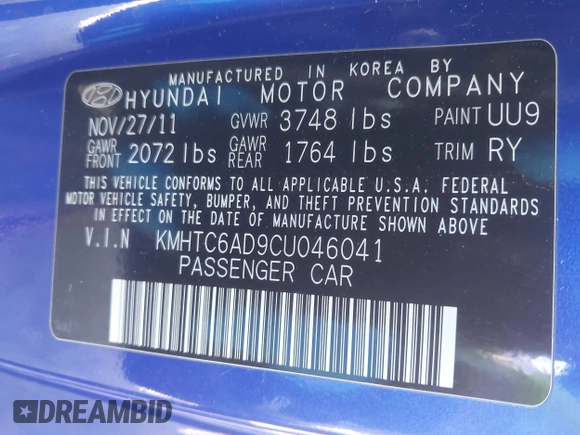 MANUFACTURED IN KOREA BY
HYUNDAI MOTOR COMPANY
NOV/27/11 GVWR 3748 lbs PAINT UU9
GAWR FRONT 2072 lbs GAWR REAR 1764 lbs TRIM RY
THIS VEHICLE CONFORMS TO ALL APPLICABLE U.S.A. FEDERAL
MOTOR VEHICLE SAFETY, BUMPER, AND THEFT PREVENTION STANDARDS
IN EFFECT ON THE DATE OF MANUFACTURE SHOWN ABOVE
V.I.N KMHTC6AD9CU046041
PASSENGER CAR
DREAMBID